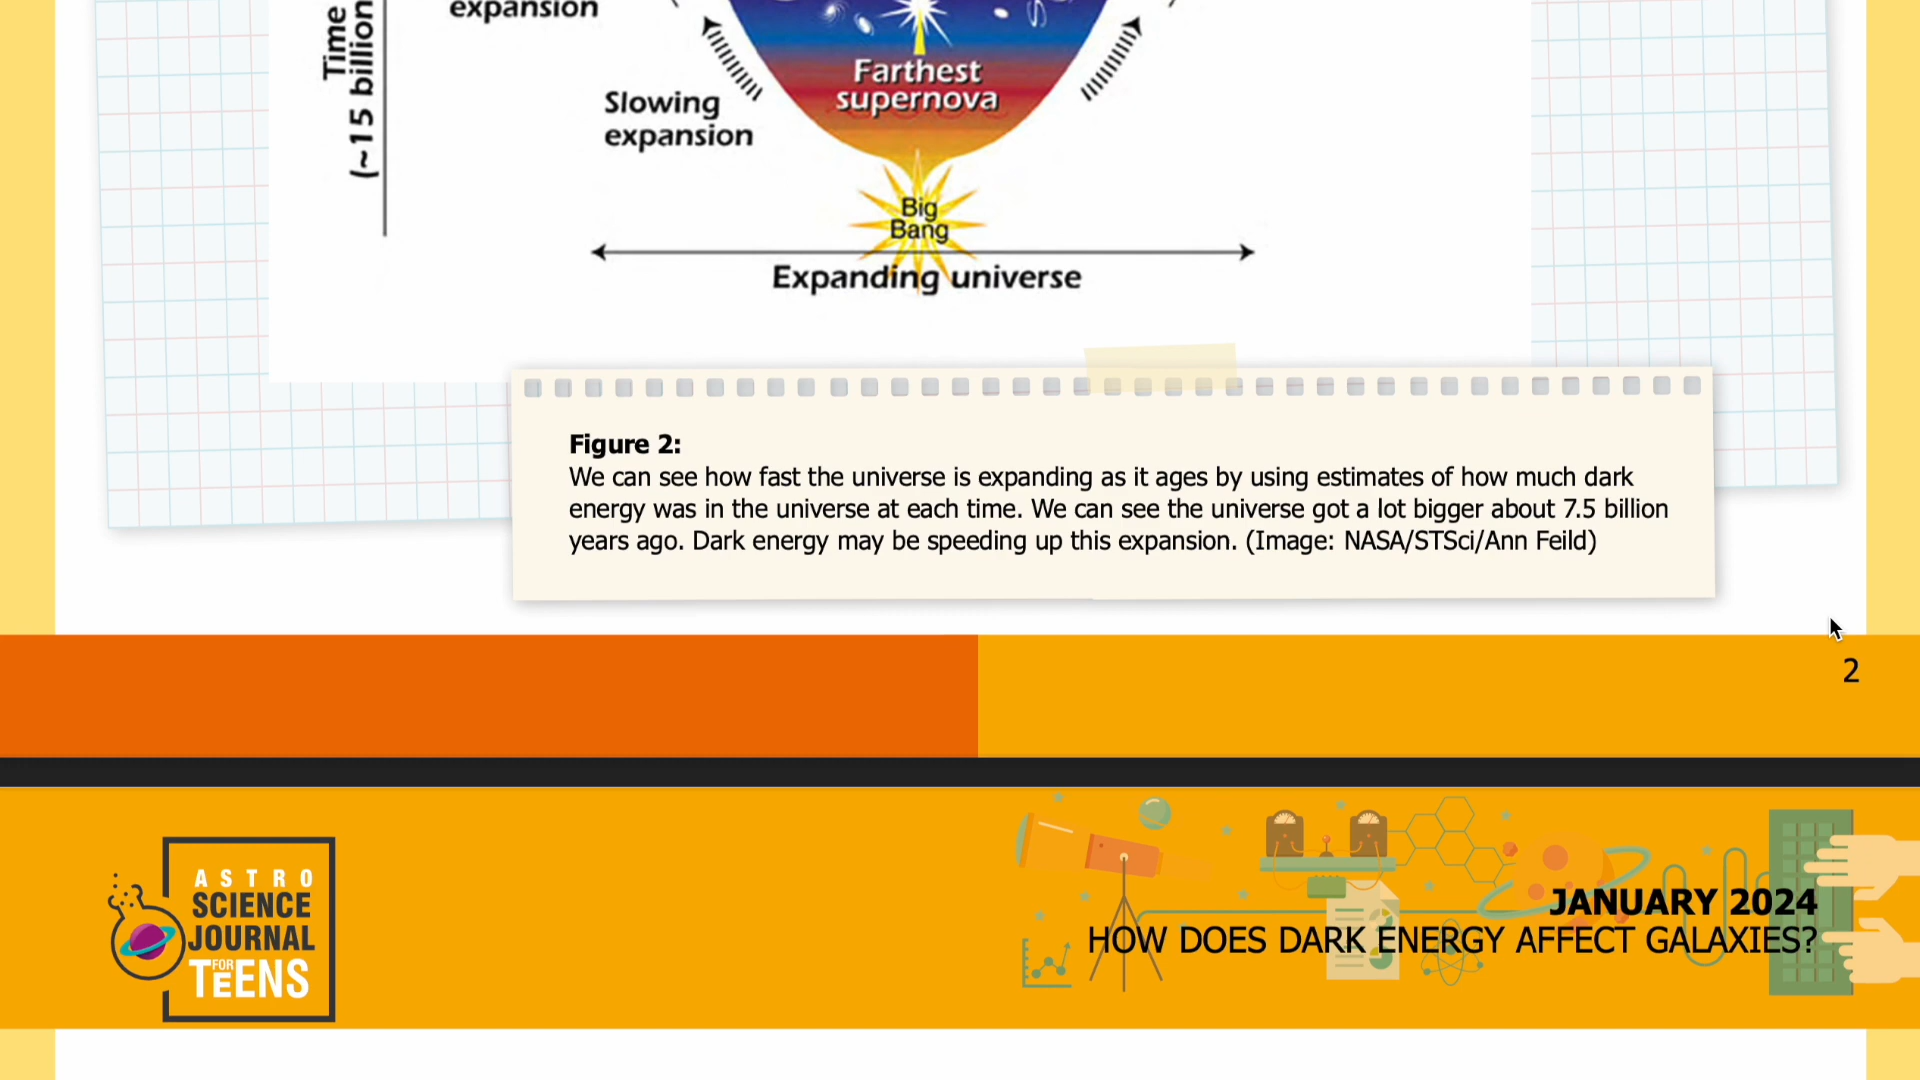 expansion
Time
(~15 billion
Farthest
supernova
Slowing
expansion
Big
Bang
Expanding universe
Figure 2:
We can see how fast the universe is expanding as it ages by using estimates of how much dark
energy was in the universe at each time. We can see the universe got a lot bigger about 7.5 billion
years ago. Dark energy may be speeding up this expansion. (Image: NASA/STSci/Ann Feild)
2
ASTRO
SCIENCE
JOURNAL
FOR
TeENS
JANUARY 2024
HOW DOES DARK ENERGY AFFECT GALAXIES?